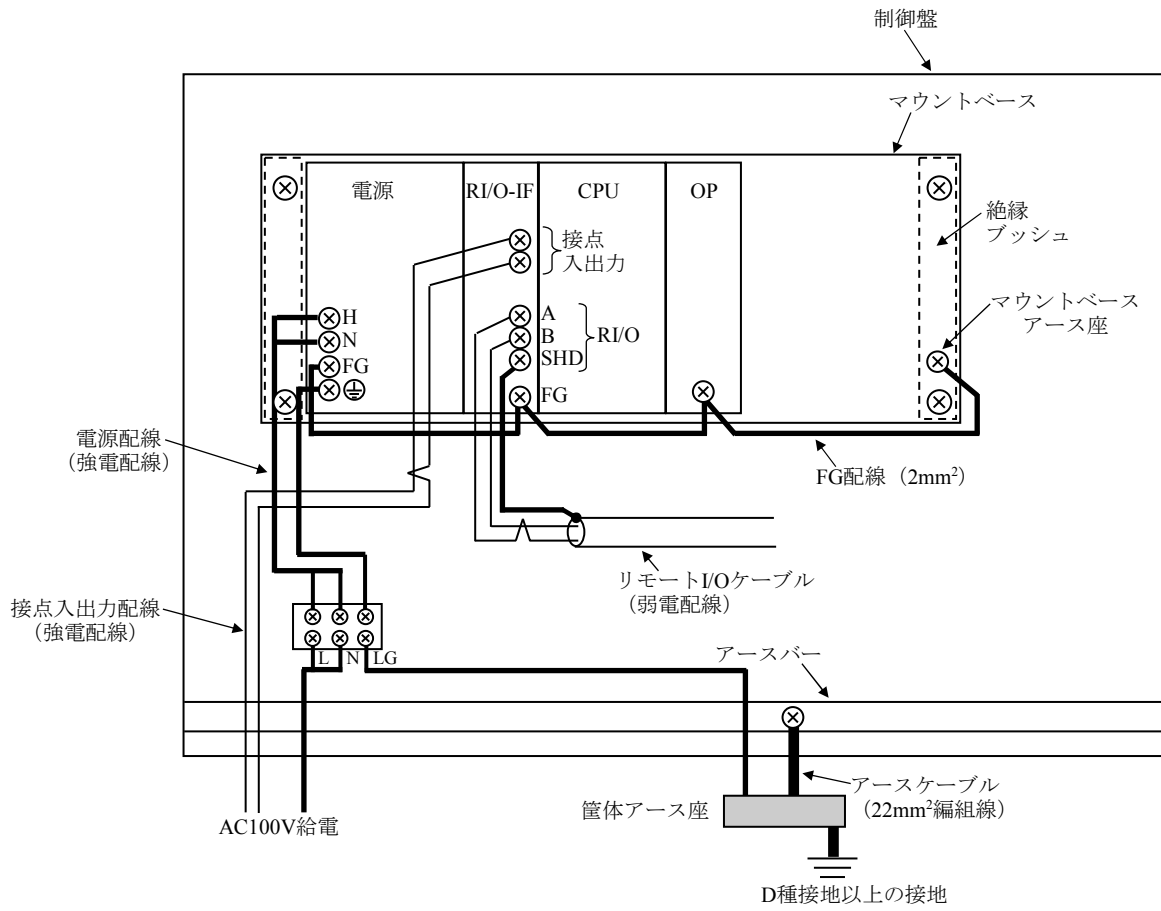 制御盤
マウントベース
電源
RI/O-IF
CPU
OP
接点
入出力
絶縁
ブッシュ
H
N
FG
A
B
SHD
RI/O
FG
マウントベース
アース座
電源配線
（強電配線）
FG配線（2mm²）
リモートI/Oケーブル
（弱電配線）
接点入出力配線
（強電配線）
L
N
LG
アースバー
アースケーブル
（22mm²編組線）
筐体アース座
AC100V給電
D種接地以上の接地